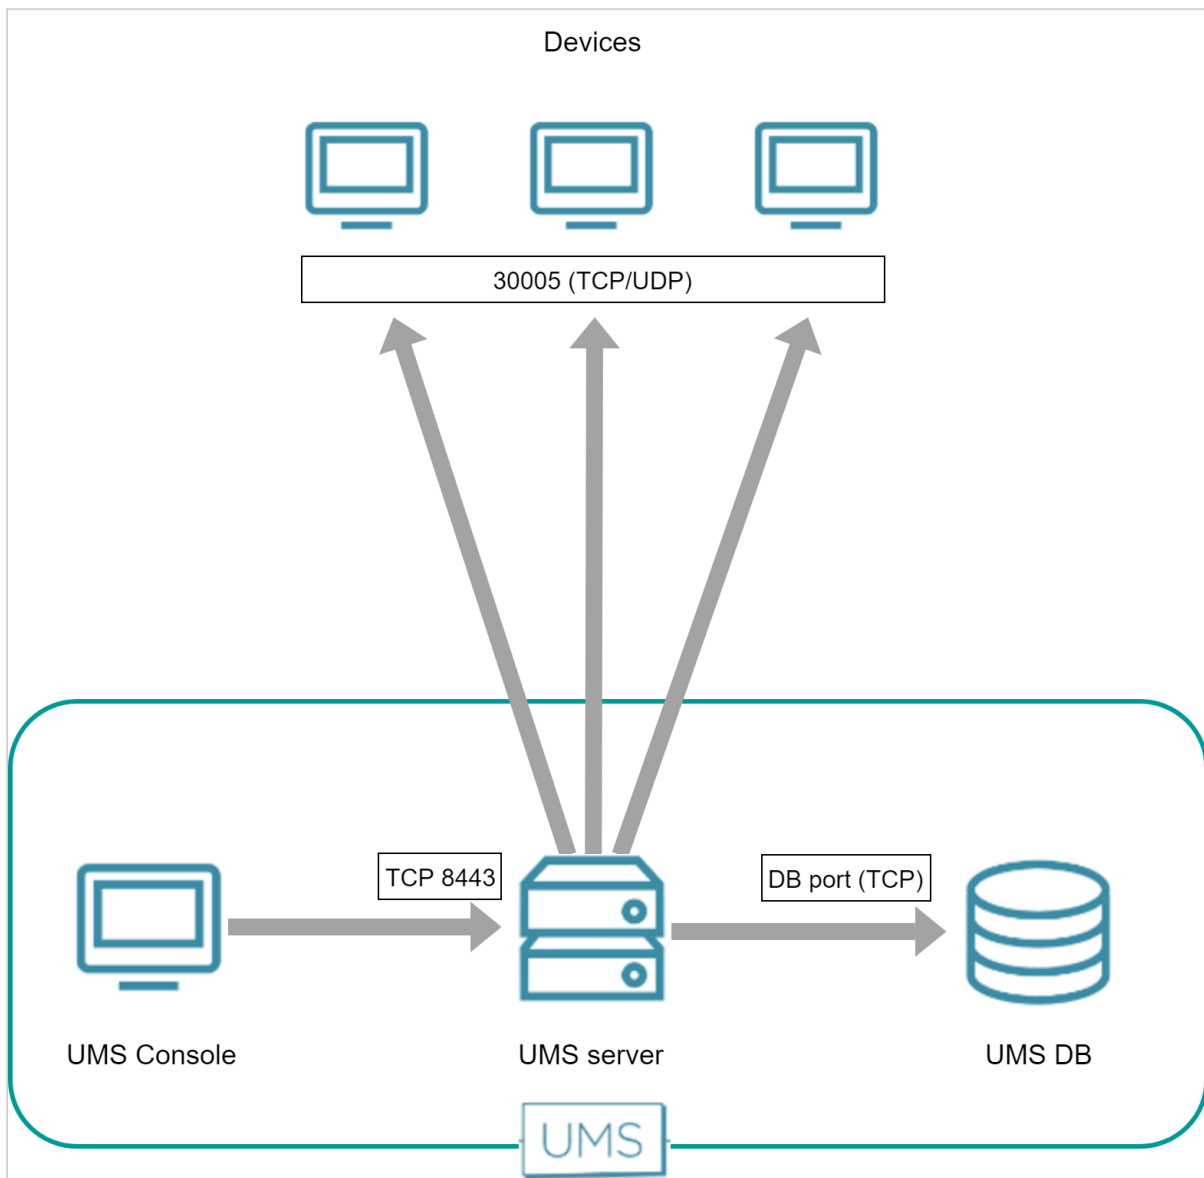 Devices
30005 (TCP/UDP)
TCP 8443
DB port (TCP)
UMS Console
UMS server
UMS DB
UMS